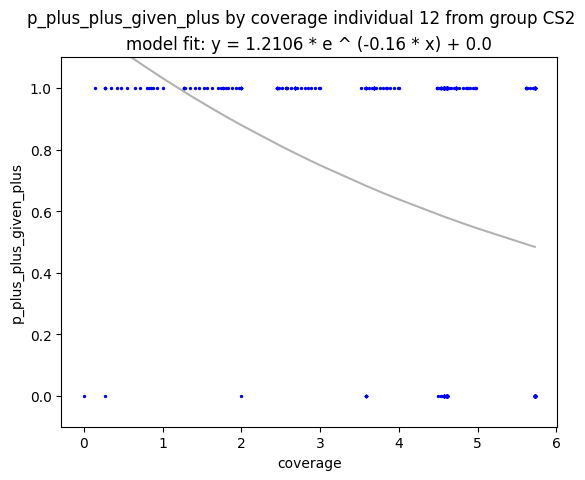 p_plus_plus_given_plus by coverage individual 12 from group CS2
model fit: y = 1.2106 * e ^ (-0.16 * x) + 0.0
1.0
0.8
0.6
0.4
0.2
0.0
p_plus_plus_given_plus
0 1 2 3 4 5 6
coverage